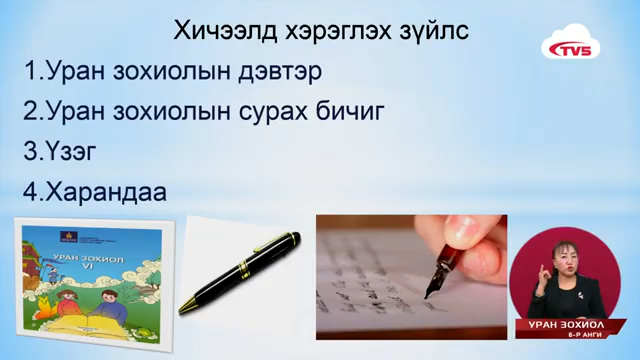 Хичээлд хэрэглэх зүйлс
TV5
1.Уран зохиолын дэвтэр
2.Уран зохиолын сурах бичиг
3.Үзэг
4.Харандаа
УРАН ЗОХИОЛ
VI
УРАН ЗОХИОЛ
6-Р АНГИ